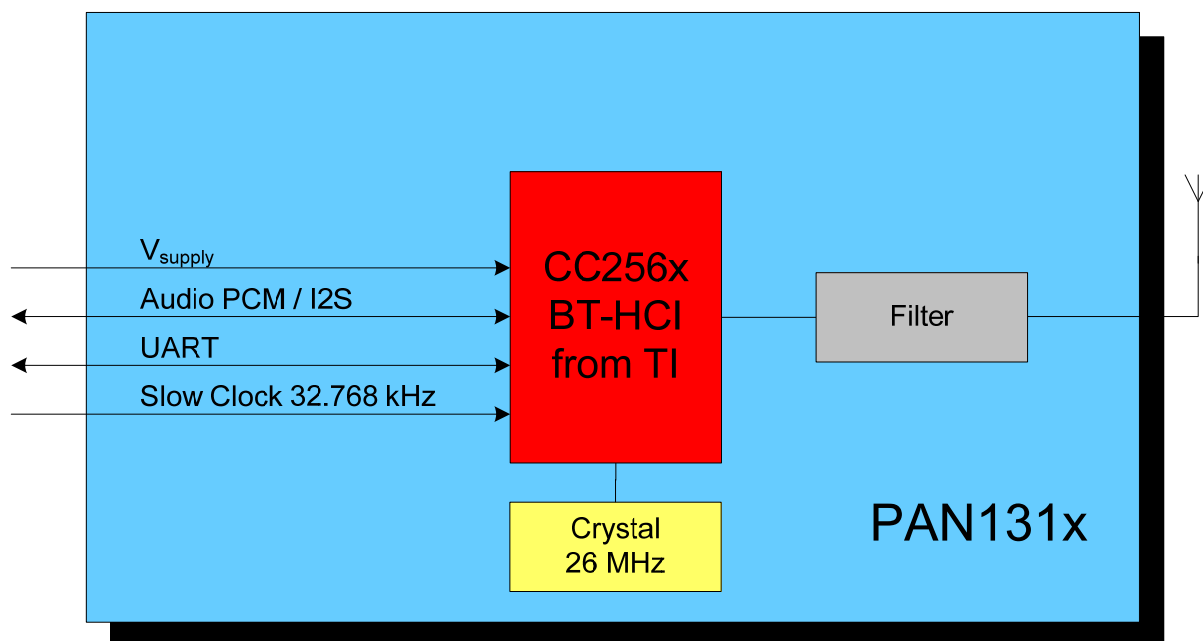 V supply
Audio PCM / I2S
UART
Slow Clock 32.768 kHz
CC256x
BT-HCI
from TI
Filter
Crystal
26 MHz
PAN131x